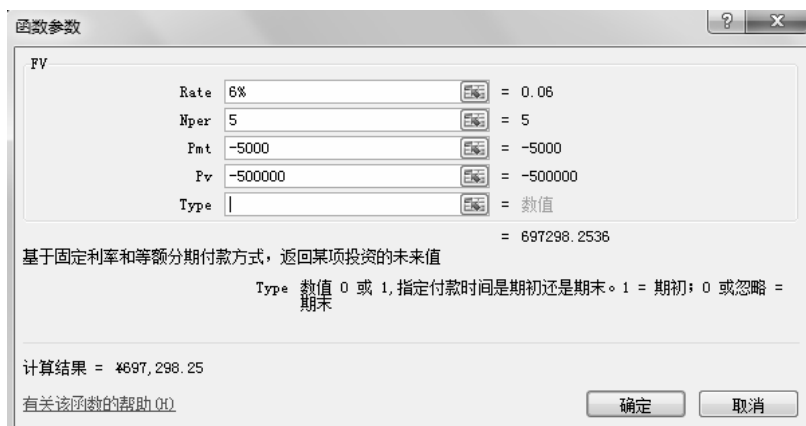 函数参数
FV
Rate 6% = 0.06
Nper 5 = 5
Pmt -5000 = -5000
Pv -500000 = -500000
Type = 数值
= 697298.2536
基于固定利率和等额分期付款方式，返回某项投资的未来值
Type 数值 0 或 1,指定付款时间是期初还是期末。1 = 期初；0 或忽略 =
期末
计算结果 = ¥697,298.25
有关该函数的帮助(H)
确定 取消